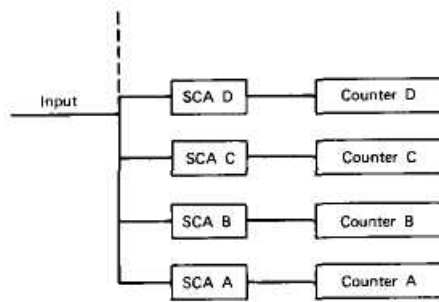 SCA D Counter D
Input
SCA C Counter C
SCA B Counter B
SCA A Counter A